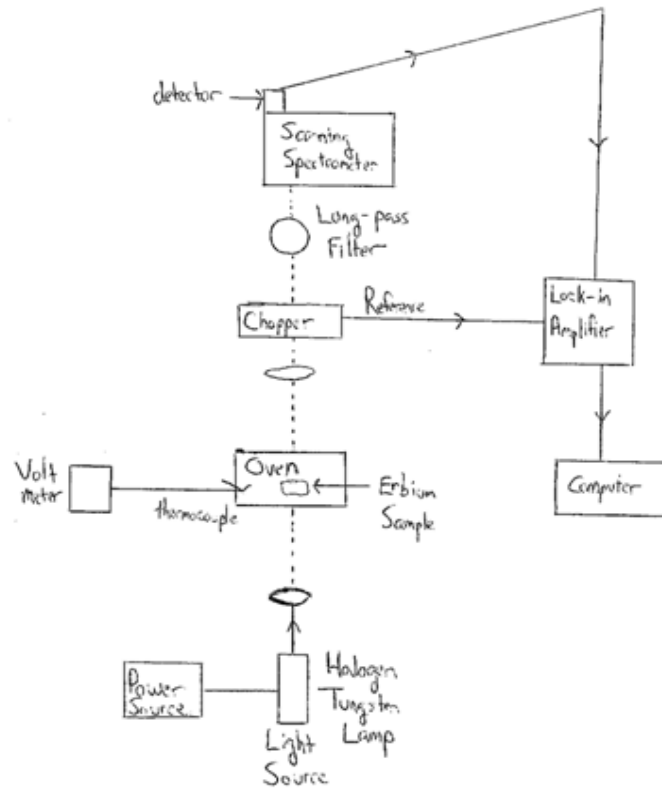 detector
Scanning
Spectrometer
Long-pass
Filter
Chopper
Reference
Lock-in
Amplifier
Oven
Volt
meter
thermocouple
Erbium
Sample
Computer
Power
Source
Halogen
Tungsten
Lamp
Light
Source